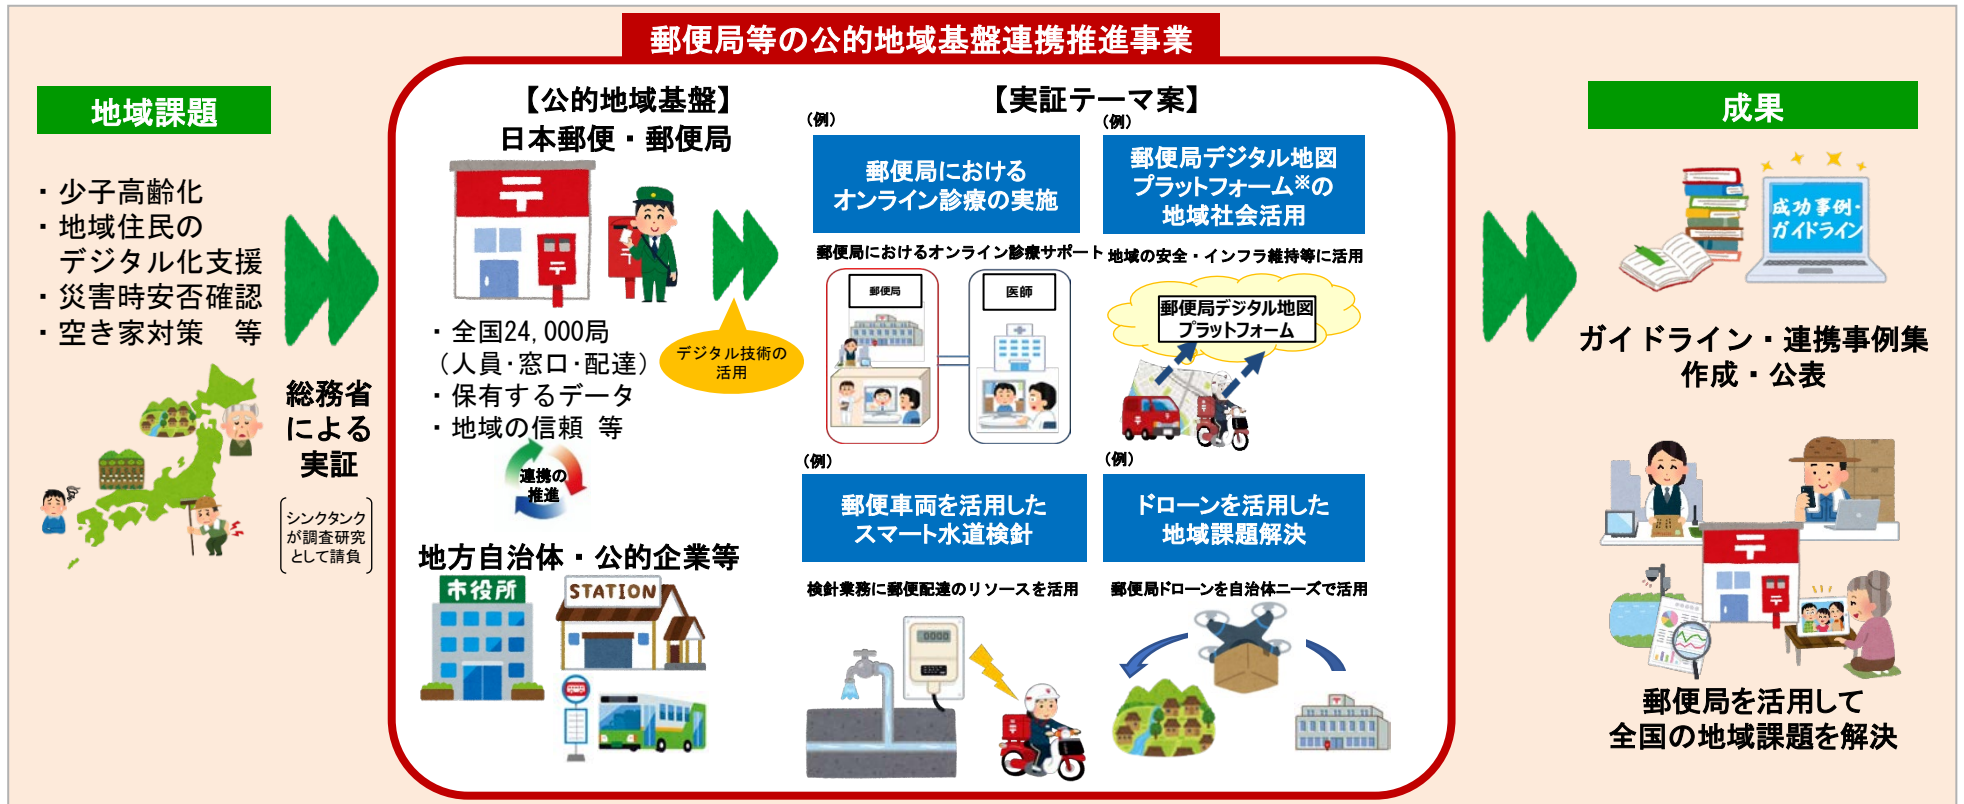 郵便局等の公的地域基盤連携推進事業
地域課題
・少子高齢化
・地域住民の
デジタル化支援
・災害時安否確認
・空き家対策　等
総務省
による
実証
シンクタンク
が調査研究
として請負
【公的地域基盤】
日本郵便・郵便局
・全国24,000局
（人員・窓口・配達）
・保有するデータ
・地域の信頼 等
連携の
推進
地方自治体・公的企業等
市役所
STATION
デジタル技術の
活用
【実証テーマ案】
（例）
郵便局における
オンライン診療の実施
郵便局におけるオンライン診療サポート
郵便局
医師
（例）
郵便局デジタル地図
プラットフォーム※の
地域社会活用
地域の安全・インフラ維持等に活用
郵便局デジタル地図
プラットフォーム
（例）
郵便車両を活用した
スマート水道検針
検針業務に郵便配達のリソースを活用
0000
（例）
ドローンを活用した
地域課題解決
郵便局ドローンを自治体ニーズで活用
成果
成功事例・
ガイドライン
ガイドライン・連携事例集
作成・公表
郵便局を活用して
全国の地域課題を解決